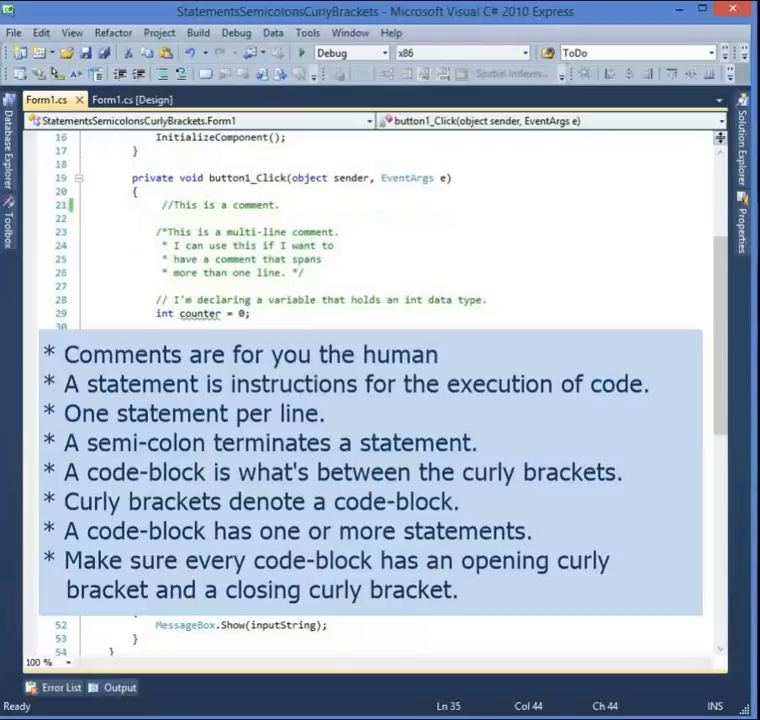 StatementsSemicolonsCurlyBrackets - Microsoft Visual C# 2010 Express
File Edit View Refactor Project Build Debug Data Tools Window Help
Debug x86 ToDo
Spatial Indexes...
Form1.cs Form1.cs [Design]
StatementsSemicolonsCurlyBrackets.Form1 button1_Click(object sender, EventArgs e)
Database Explorer
Toolbox
Solution Explorer
Properties
16 InitializeComponent();
17 }
18
19 private void button1_Click(object sender, EventArgs e)
20 {
21 //This is a comment.
22
23 /*This is a multi-line comment.
24 * I can use this if I want to
25 * have a comment that spans
26 * more than one line. */
27
28 // I'm declaring a variable that holds an int data type.
29 int counter = 0;
30
* Comments are for you the human
* A statement is instructions for the execution of code.
* One statement per line.
* A semi-colon terminates a statement.
* A code-block is what's between the curly brackets.
* Curly brackets denote a code-block.
* A code-block has one or more statements.
* Make sure every code-block has an opening curly
bracket and a closing curly bracket.
52 MessageBox.Show(inputString);
53 }
54 }
100 %
Error List Output
Ready Ln 35 Col 44 Ch 44 INS